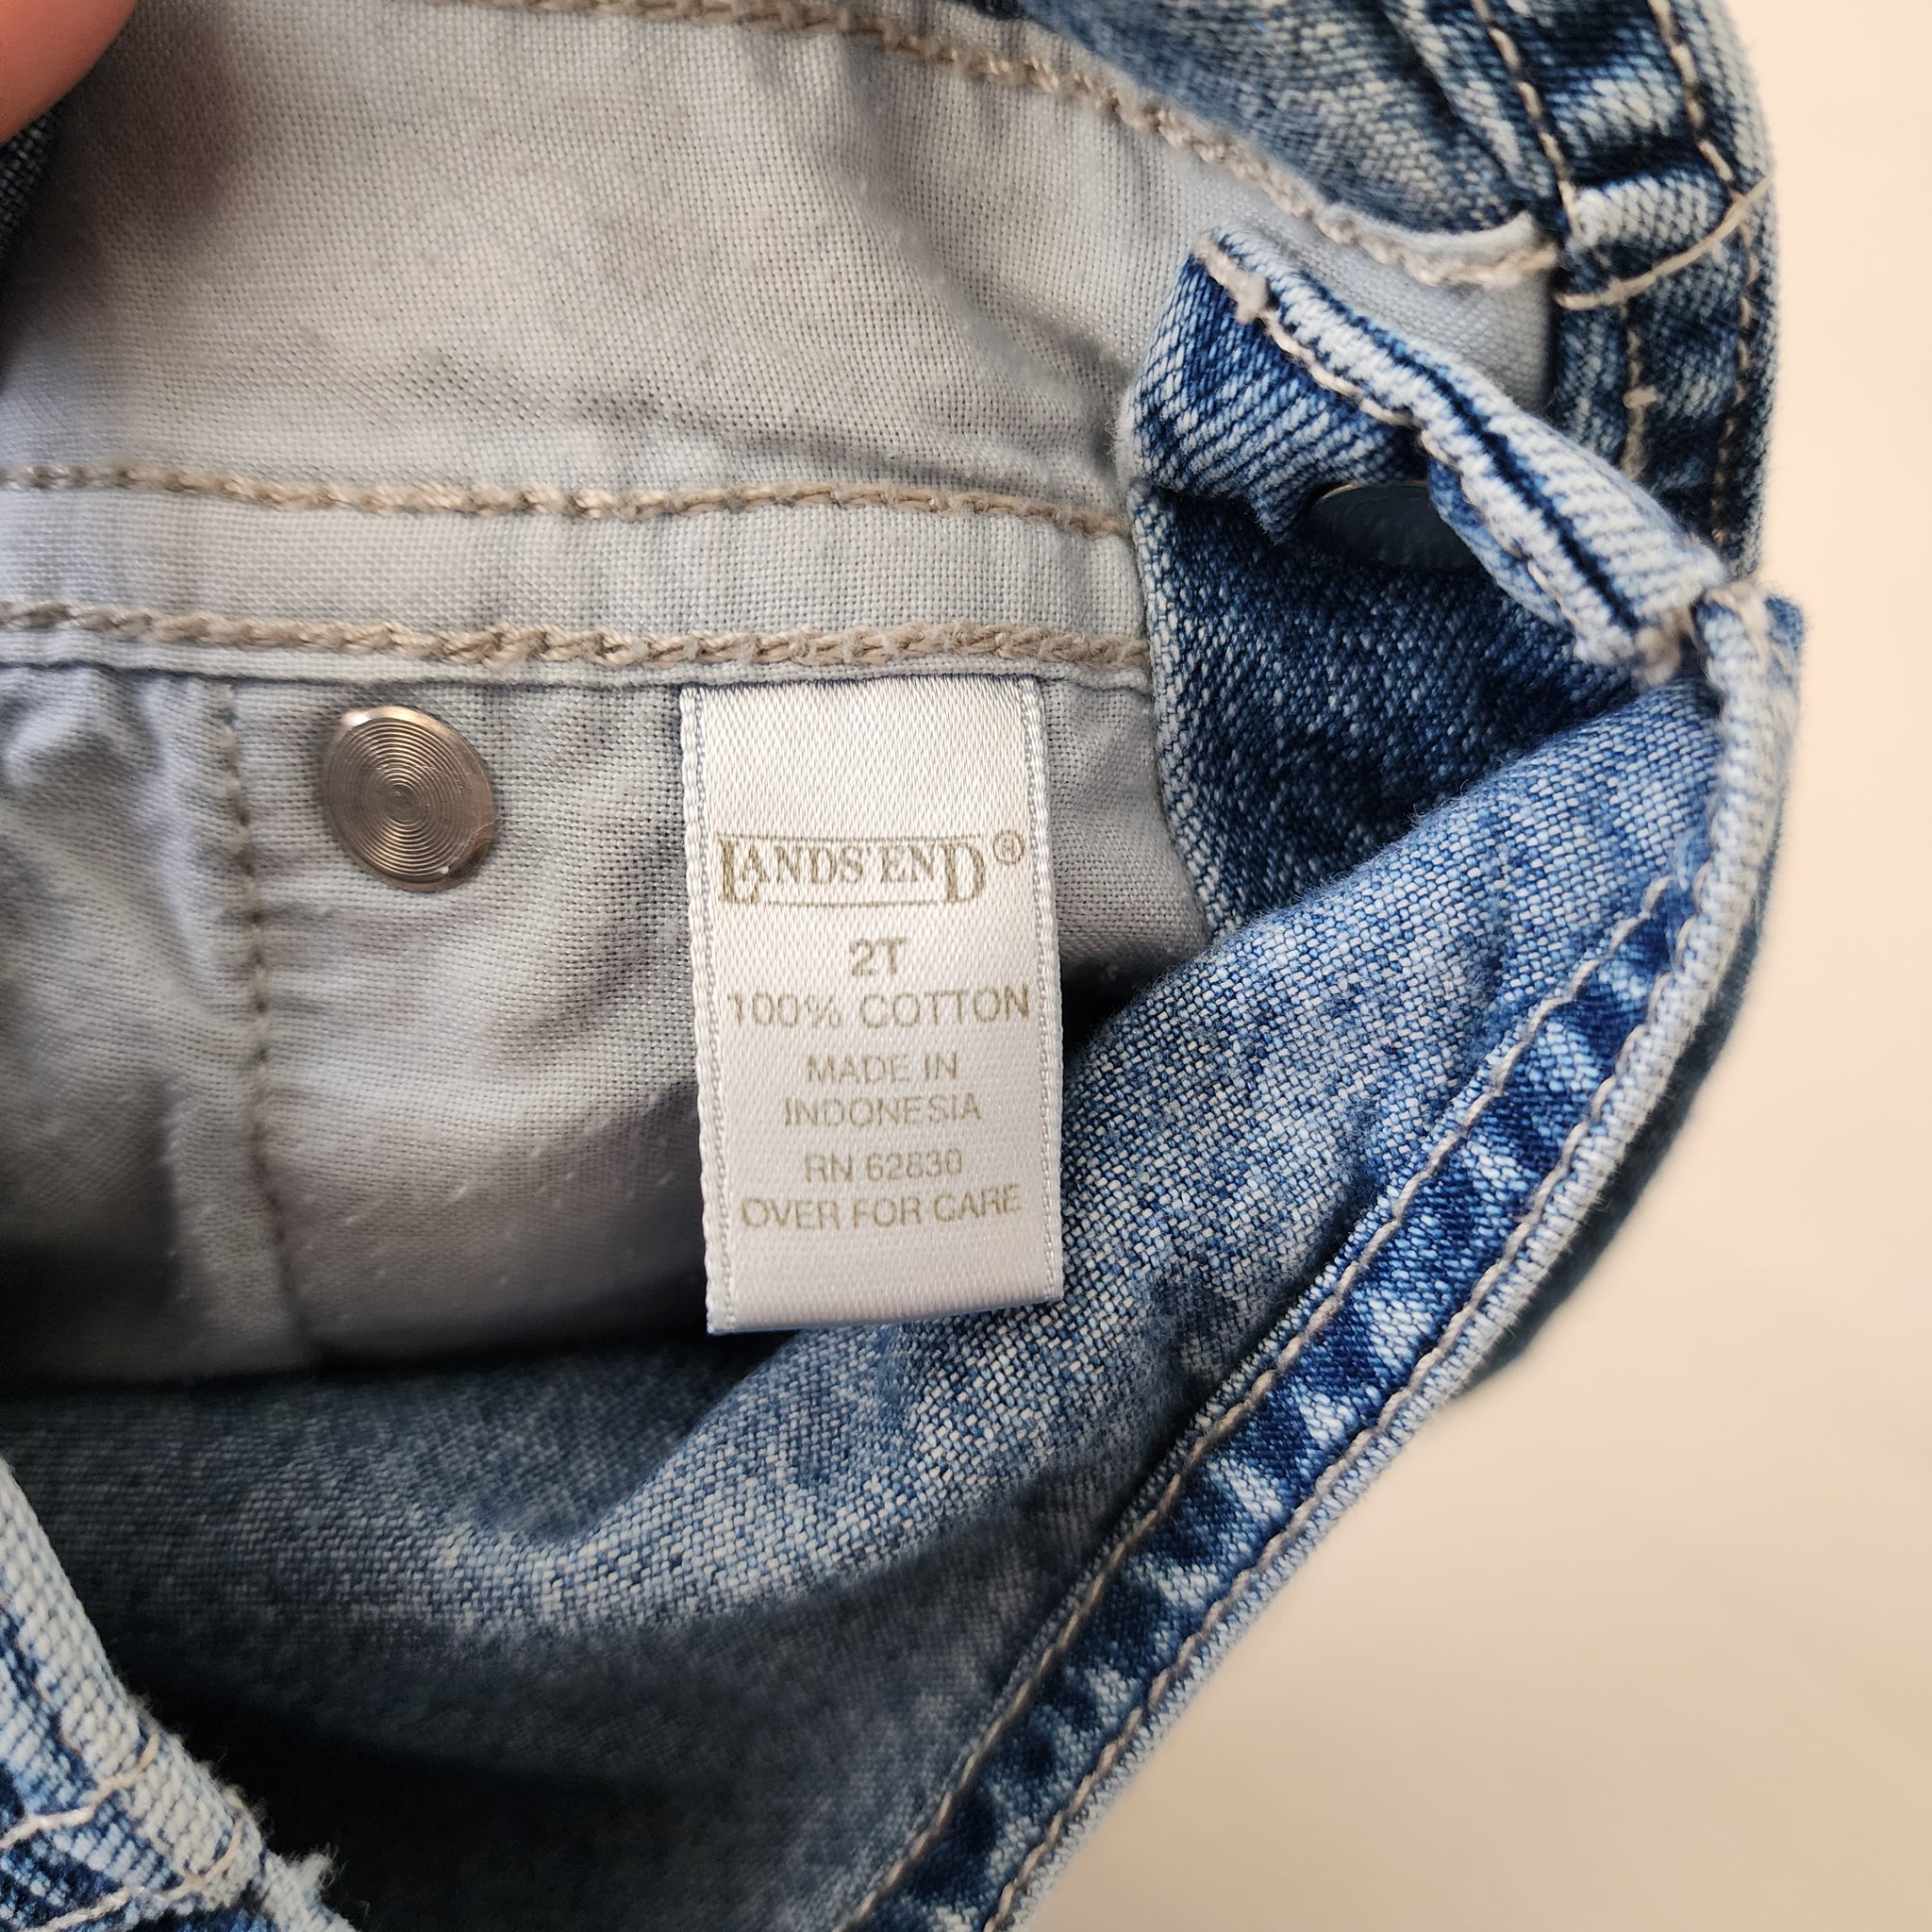 LANDS' END®
2T
100% COTTON
MADE IN
INDONESIA
RN 62830
OVER FOR CARE